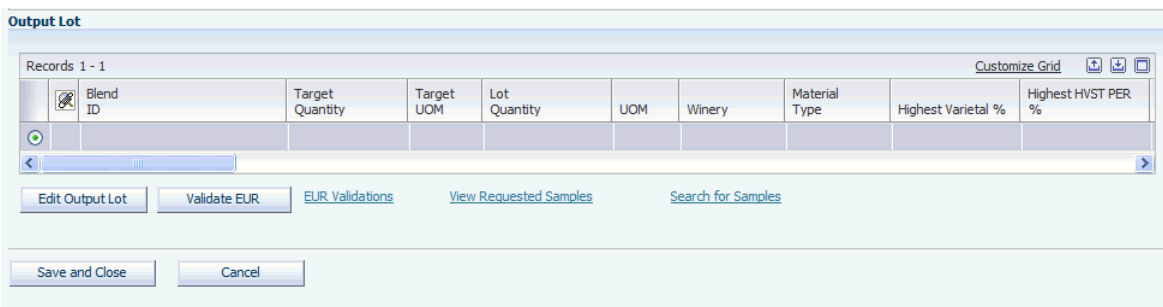 Output Lot
Records 1 - 1
Customize Grid
Blend ID
Target Quantity
Target UOM
Lot Quantity
UOM
Winery
Material Type
Highest Varietal %
Highest HVST PER %
Edit Output Lot
Validate EUR
EUR Validations
View Requested Samples
Search for Samples
Save and Close
Cancel